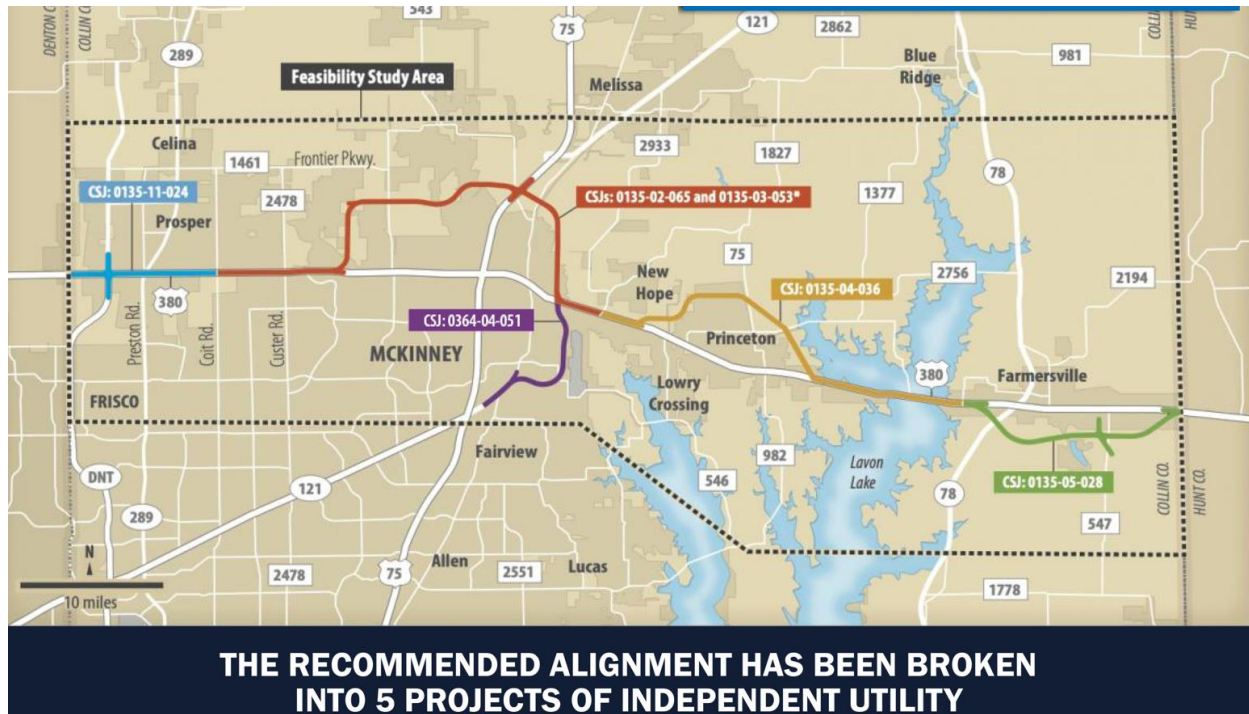 543
DENTON CO.
COLLIN CO.
289
75
121
2862
Blue
Ridge
981
COLLIN CO.
HUNT CO.
Feasibility Study Area
Melissa
Celina
1461
Frontier Pkwy.
2933
1827
78
CSJ: 0135-11-024
2478
CSJs: 0135-02-065 and 0135-03-053*
1377
Prosper
75
2756
2194
380
New
Hope
CSJ: 0135-04-036
Preston Rd.
Coit Rd.
Custer Rd.
CSJ: 0364-04-051
MCKINNEY
Princeton
380
Farmersville
FRISCO
Lowry
Crossing
Fairview
982
Lavon
Lake
CSJ: 0135-05-028
COLLIN CO.
HUNT CO.
DNT
121
546
78
289
547
N
2478
75
Allen
2551
Lucas
1778
10 miles
THE RECOMMENDED ALIGNMENT HAS BEEN BROKEN
INTO 5 PROJECTS OF INDEPENDENT UTILITY